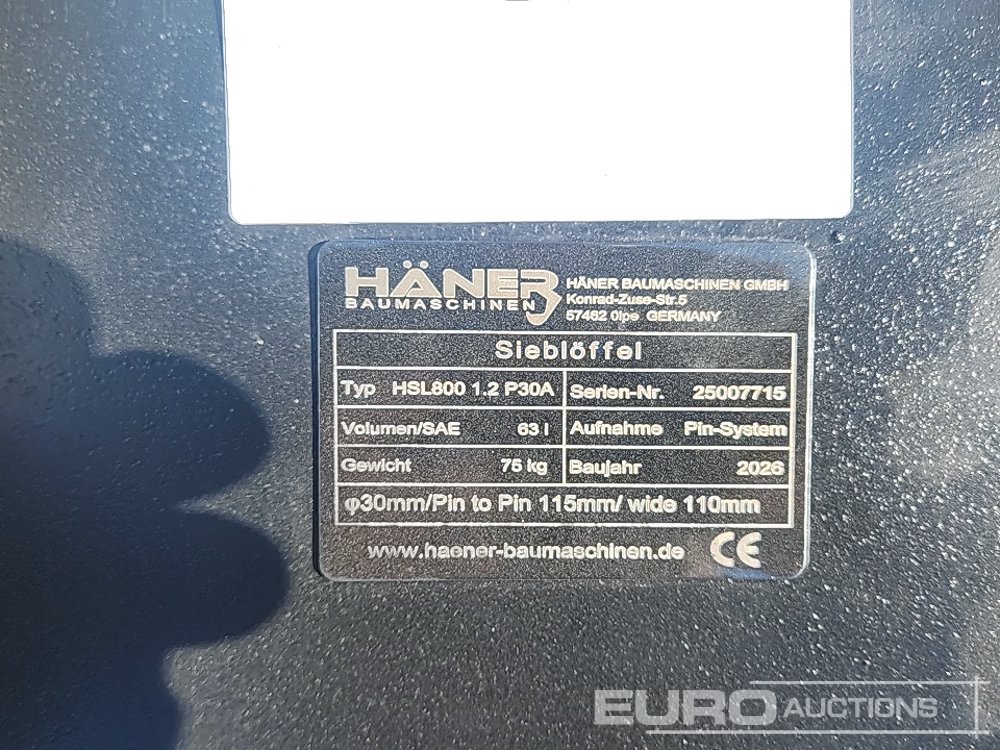 HÄNER
BAUMASCHINEN
HÄNER BAUMASCHINEN GMBH
Konrad-Zuse-Str.5
57462 Olpe GERMANY
Sieblöffel
Typ HSL800 1.2 P30A
Serien-Nr. 25007715
Volumen/SAE 63 l
Aufnahme Pin-System
Gewicht 75 kg
Baujahr 2026
φ30mm/Pin to Pin 115mm/ wide 110mm
www.haener-baumaschinen.de CE
EURO AUCTIONS